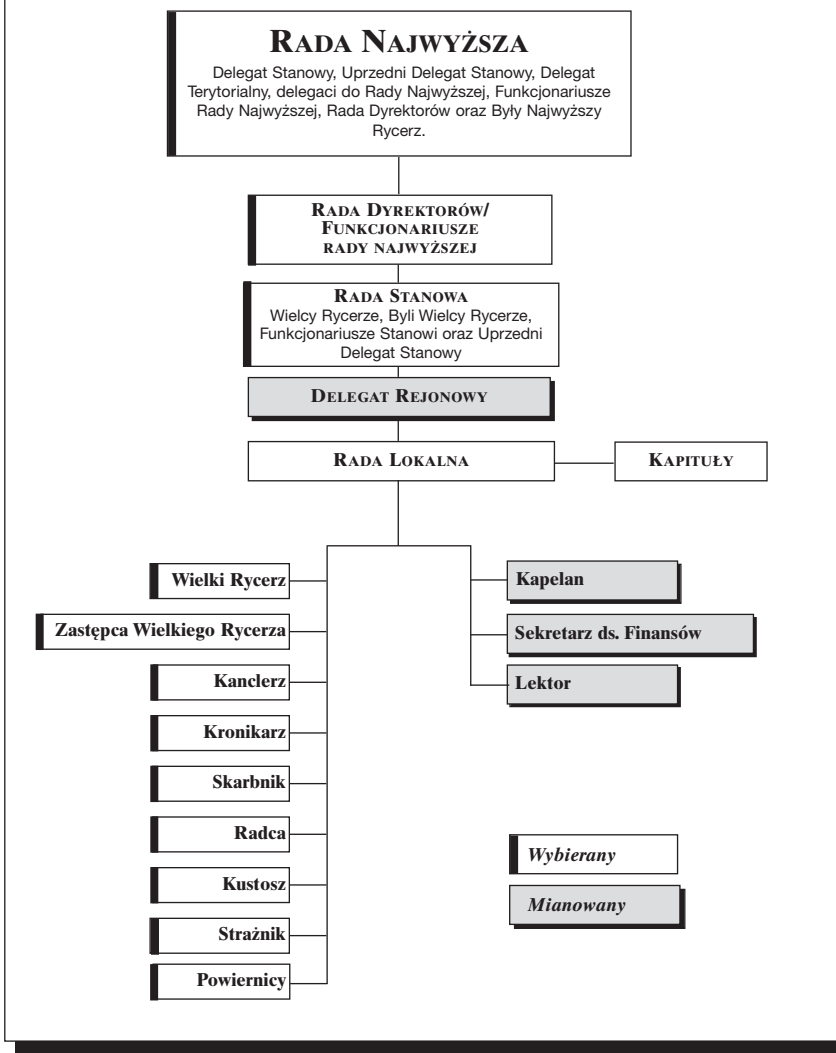 RADA NAJWYŻSZA
Delegat Stanowy, Uprzedni Delegat Stanowy, Delegat
Terytorialny, delegaci do Rady Najwyższej, Funkcjonariusze
Rady Najwyższej, Rada Dyrektorów oraz Były Najwyższy
Rycerz.
RADA DYREKTORÓW/
FUNKCJONARIUSZE
RADY NAJWYŻSZEJ
RADA STANOWA
Wielcy Rycerze, Byli Wielcy Rycerze,
Funkcjonariusze Stanowi oraz Uprzedni
Delegat Stanowy
DELEGAT REJONOWY
RADA LOKALNA
KAPITUŁY
Wielki Rycerz
Zastępca Wielkiego Rycerza
Kanclerz
Kronikarz
Skarbnik
Radca
Kustosz
Strażnik
Powiernicy
Kapelan
Sekretarz ds. Finansów
Lektor
Wybierany
Mianowany